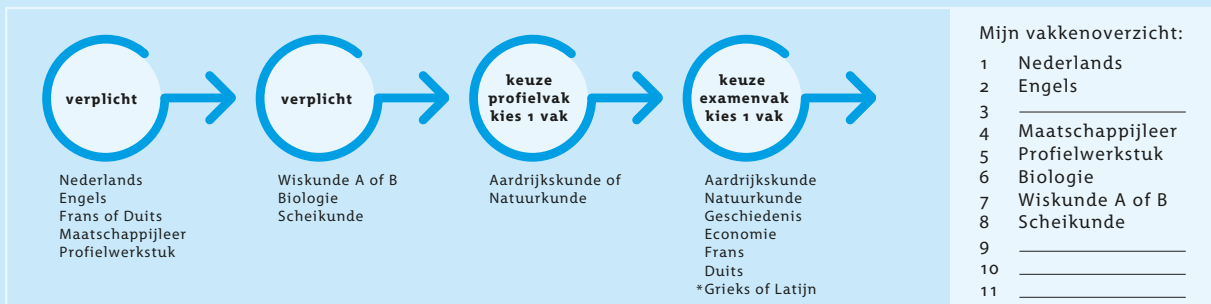 verplicht
Nederlands
Engels
Frans of Duits
Maatschappijleer
Profielwerkstuk
verplicht
Wiskunde A of B
Biologie
Scheikunde
keuze
profielvak
kies 1 vak
Aardrijkskunde of
Natuurkunde
keuze
examenvak
kies 1 vak
Aardrijkskunde
Natuurkunde
Geschiedenis
Economie
Frans
Duits
*Grieks of Latijn
Mijn vakkenoverzicht:
1 Nederlands
2 Engels
3
4 Maatschappijleer
5 Profielwerkstuk
6 Biologie
7 Wiskunde A of B
8 Scheikunde
9
10
11